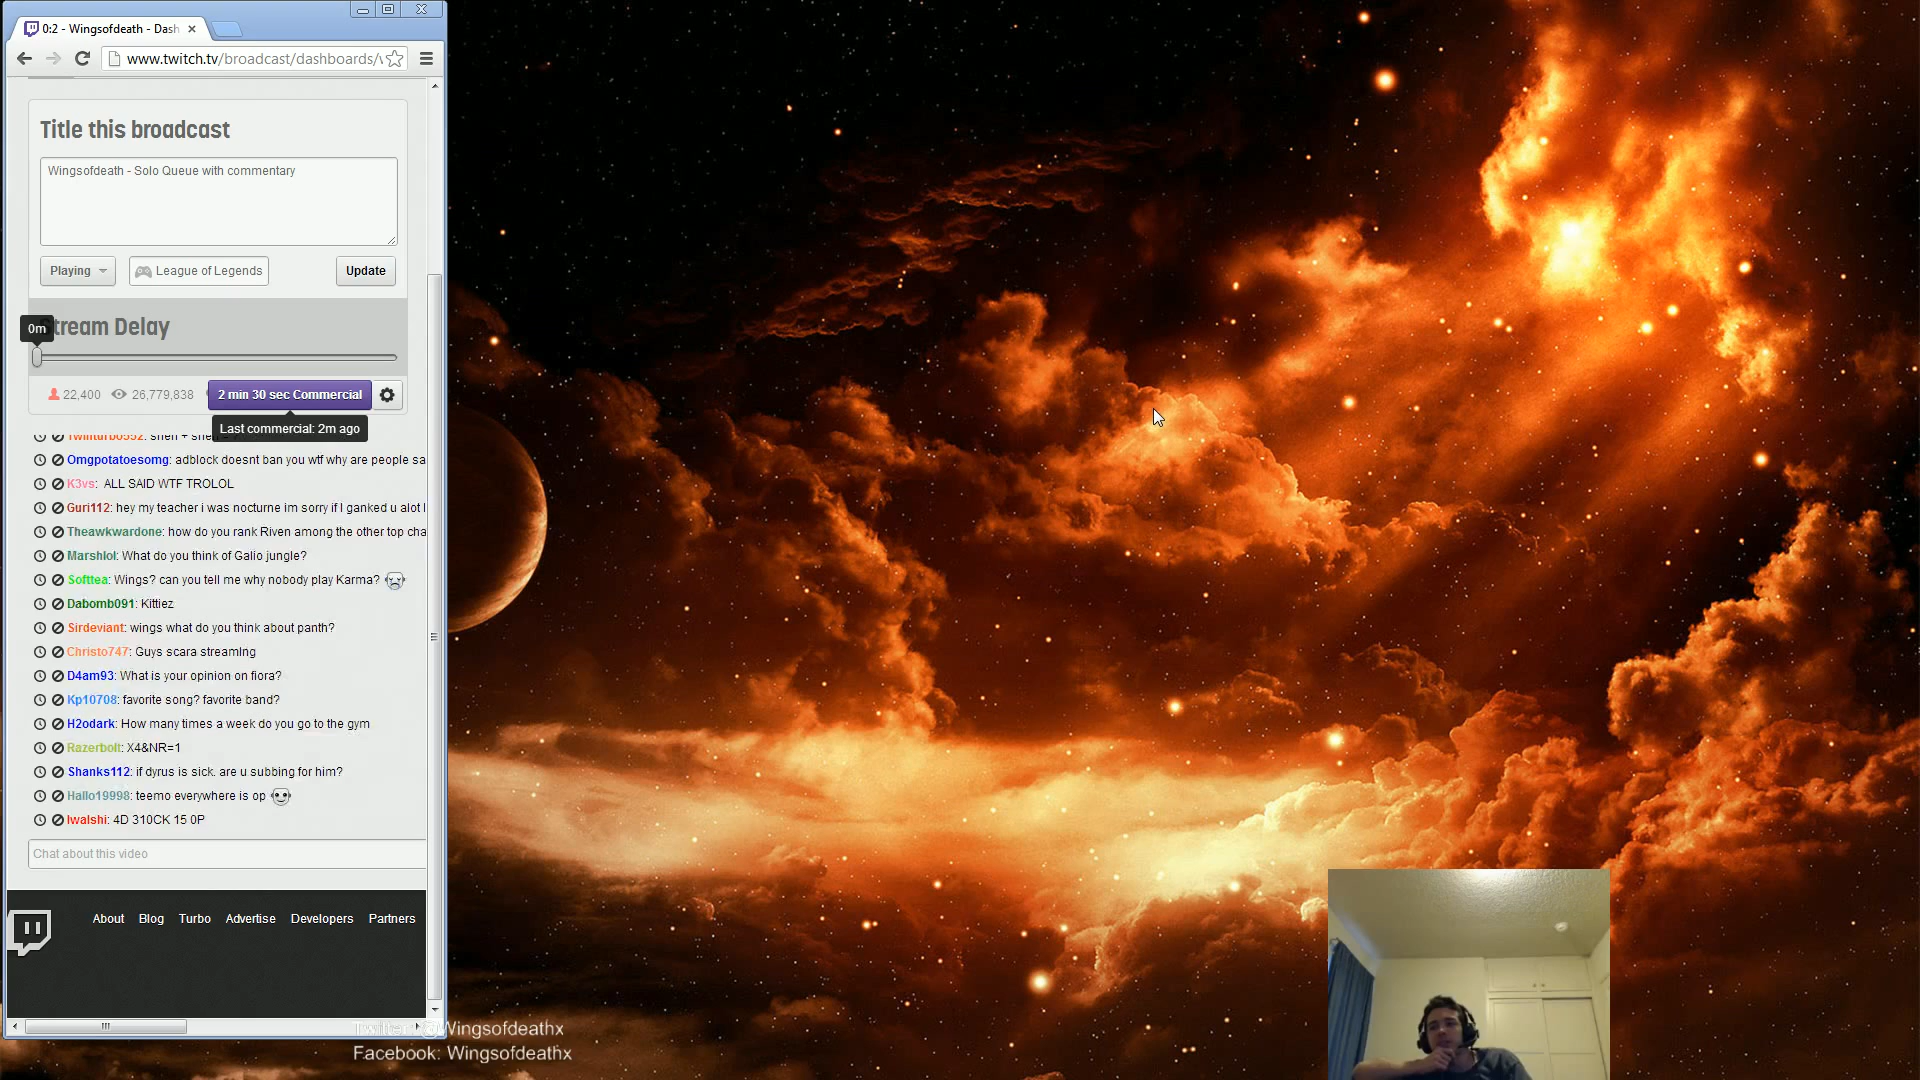 0:2 - Wingsofdeath - Dash
www.twitch.tv/broadcast/dashboards/
Title this broadcast
Wingsofdeath - Solo Queue with commentary
Playing
League of Legends
Update
0m
tream Delay
22,400
26,779,838
2 min 30 sec Commercial
Last commercial: 2m ago
Omgpotatoesomg: adblock doesnt ban you wtf why are people sa
K3vs: ALL SAID WTF TROLOL
Guri112: hey my teacher i was nocturne im sorry if I ganked u alot
Theawkwardone: how do you rank Riven among the other top cha
Marshlol: What do you think of Galio jungle?
Softtea: Wings? can you tell me why nobody play Karma?
Dabomb091: Kittiez
Sirdeviant: wings what do you think about panth?
Christo747: Guys scara streamIng
D4am93: What is your opinion on fiora?
Kp10708: favorite song? favorite band?
H2odark: How many times a week do you go to the gym
Razerbolt: X4&NR=1
Shanks112: if dyrus is sick. are u subbing for him?
Hallo19998: teemo everywhere is op
Iwalshi: 4D 310CK 15 0P
Chat about this video
About Blog Turbo Advertise Developers Partners
Wingsofdeathx
Facebook: Wingsofdeathx